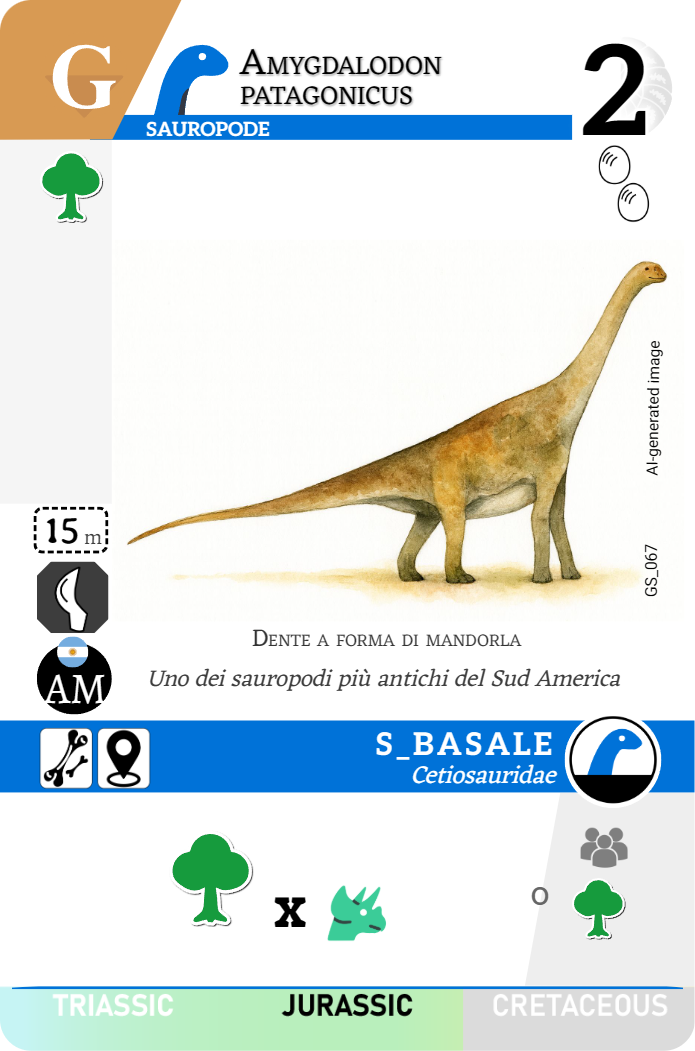 G
AMYGDALODON
PATAGONICUS
2
SAUROPODE
AI-generated image
15 m
GS_067
AM
DENTE A FORMA DI MANDORLA
Uno dei sauropodi più antichi del Sud America
S_BASALE
Cetiosauridae
x
O
TRIASSIC JURASSIC CRETACEOUS